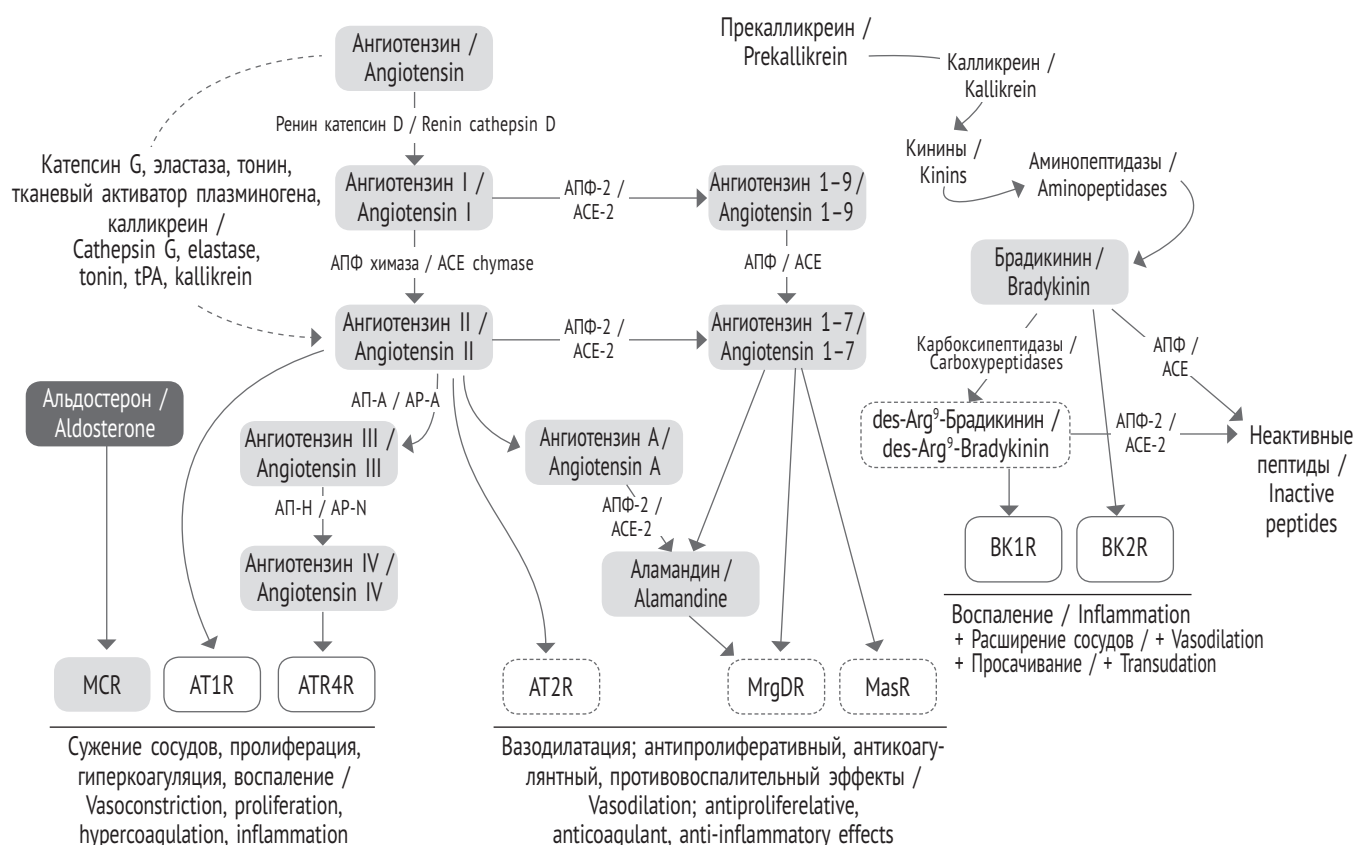 Ангиотензин /
Angiotensin
Прекалликреин /
Prekallikrein
Калликреин /
Kallikrein
Ренин катепсин D / Renin cathepsin D
Кинины /
Kinins
Аминопептидазы /
Aminopeptidases
Катепсин G, эластаза, тонин,
тканевый активатор плазминогена,
калликреин /
Cathepsin G, elastase,
tonin, tPA, kallikrein
Ангиотензин I /
Angiotensin I
АПФ-2 /
ACE-2
Ангиотензин 1–9 /
Angiotensin 1–9
АПФ химаза / ACE chymase
АПФ / ACE
Брадикинин /
Bradykinin
Ангиотензин II /
Angiotensin II
АПФ-2 /
ACE-2
Ангиотензин 1–7 /
Angiotensin 1–7
Карбоксипептидазы /
Carboxypeptidases
АПФ /
ACE
Альдостерон /
Aldosterone
АП-А / AP-A
Ангиотензин III /
Angiotensin III
Ангиотензин A /
Angiotensin A
des-Arg⁹-Брадикинин /
des-Arg⁹-Bradykinin
АПФ-2 /
ACE-2
Неактивные
пептиды /
Inactive
peptides
АП-Н / AP-N
АПФ-2 /
ACE-2
BK1R
BK2R
Ангиотензин IV /
Angiotensin IV
Аламандин /
Alamandine
Воспаление / Inflammation
+ Расширение сосудов / + Vasodilation
+ Просачивание / + Transudation
MCR
AT1R
ATR4R
AT2R
MrgDR
MasR
Сужение сосудов, пролиферация,
гиперкоагуляция, воспаление /
Vasoconstriction, proliferation,
hypercoaqulation, inflammation
Вазодилатация; антипролиферативный, антикоагу-
лянтный, противовоспалительный эффекты /
Vasodilation; antiproliferelative,
anticoaqulant, anti-inflammatory effects